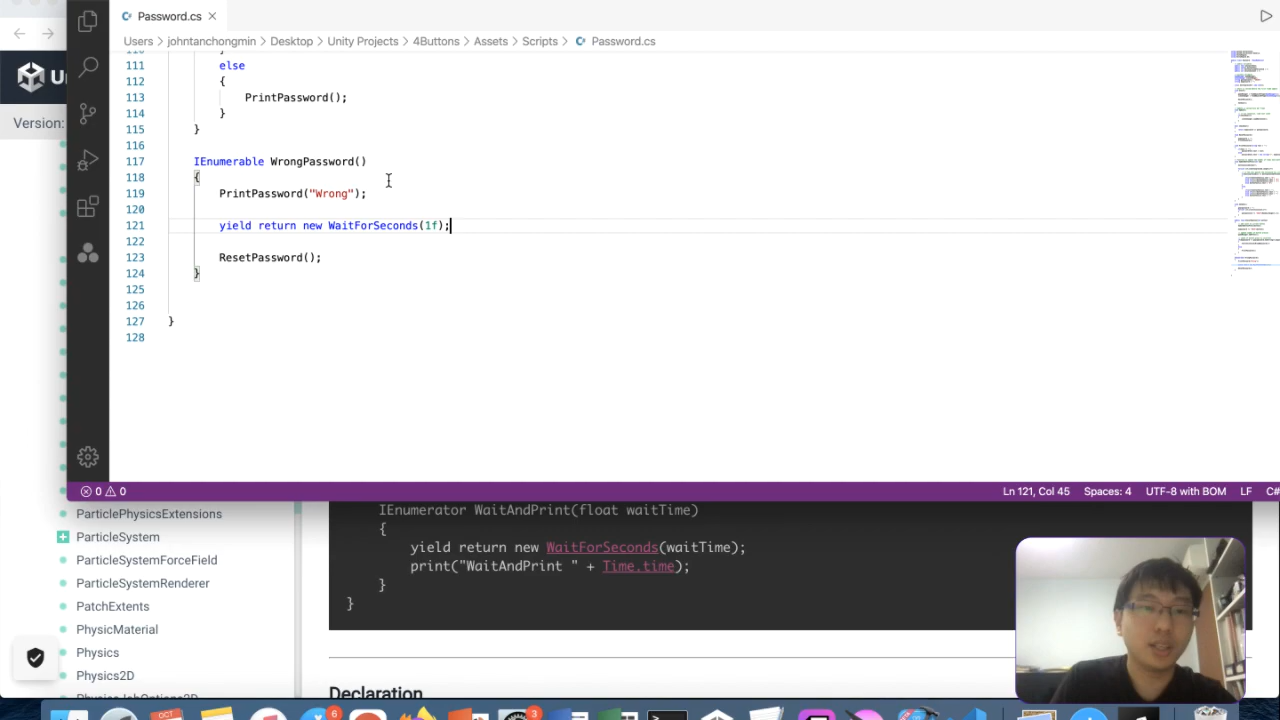 Password.cs
Users > johntanchongmin > Desktop > Unity Projects > 4Buttons > Assets > Scripts > Password.cs
111 else
112 {
113 PrintPassword();
114 }
115 }
116
117 IEnumerable WrongPassword()
118 {
119 PrintPassword("Wrong");
120
121 yield return new WaitForSeconds(1f);
122
123 ResetPassword();
124 }
125
126
127 }
128
Version:
0 0
Ln 121, Col 45 Spaces: 4 UTF-8 with BOM LF C#
ParticlePhysicsExtensions
ParticleSystem
ParticleSystemForceField
ParticleSystemRenderer
PatchExtents
PhysicMaterial
Physics
Physics2D
IEnumerator WaitAndPrint(float waitTime)
{
yield return new WaitForSeconds(waitTime);
print("WaitAndPrint " + Time.time);
}
}
Declaration
OCT
6
3